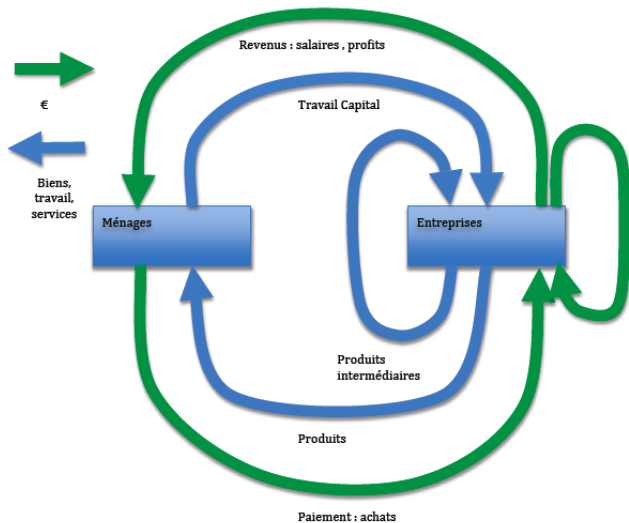 Revenus : salaires , profits
€
Travail Capital
Biens,
travail,
services
Ménages
Entreprises
Produits
intermédiaires
Produits
Paiement : achats